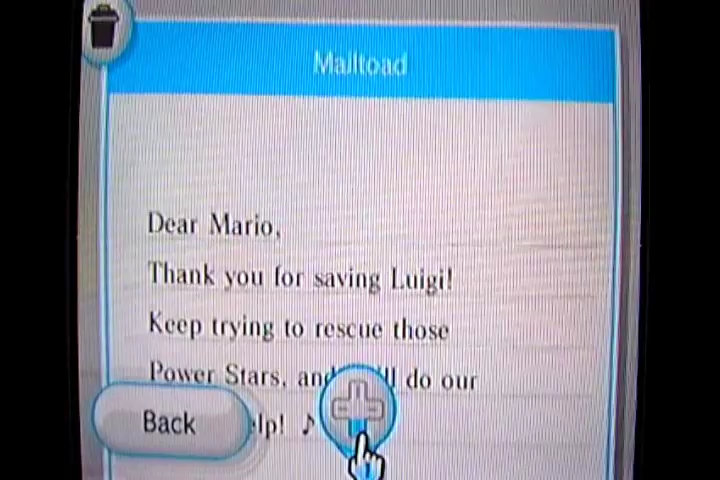 Mailtoad
Dear Mario,
Thank you for saving Luigi!
Keep trying to rescue those
Power Stars, and do our
Back
♪